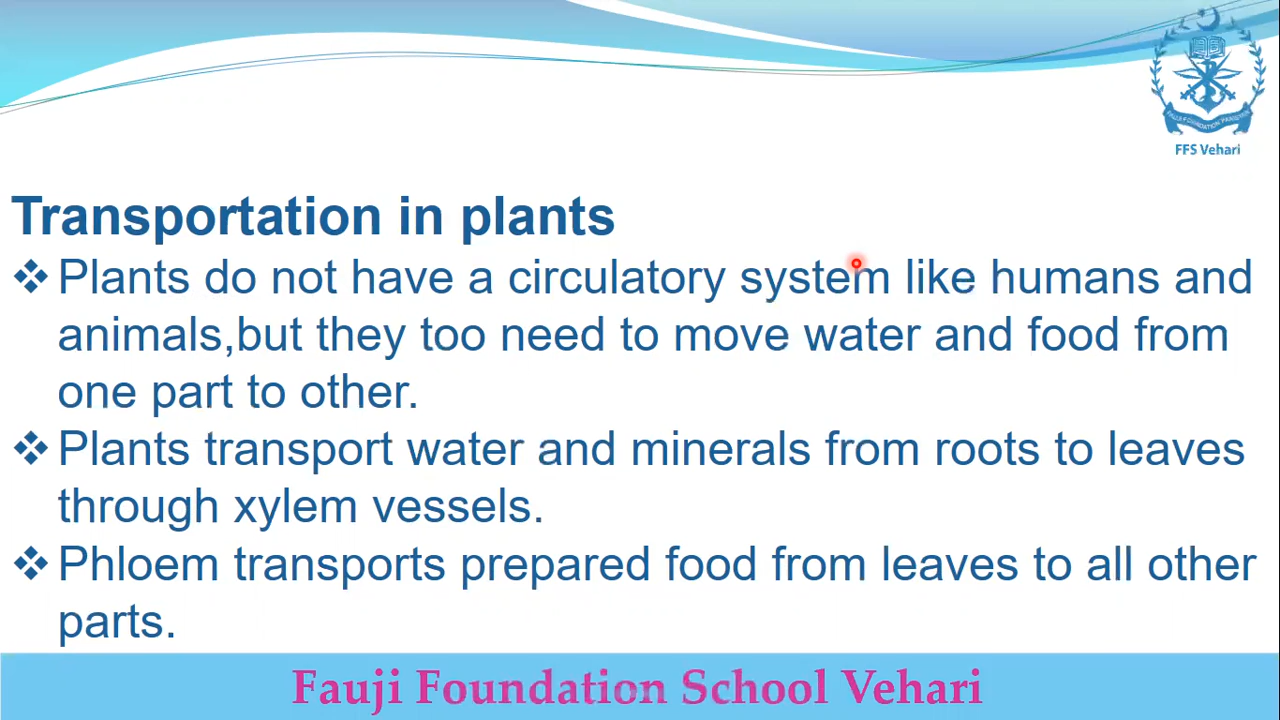 FAUJI FOUNDATION
FFS Vehari
Transportation in plants
❖Plants do not have a circulatory system like humans and
animals,but they too need to move water and food from
one part to other.
❖Plants transport water and minerals from roots to leaves
through xylem vessels.
❖Phloem transports prepared food from leaves to all other
parts.
Fauji Foundation School Vehari